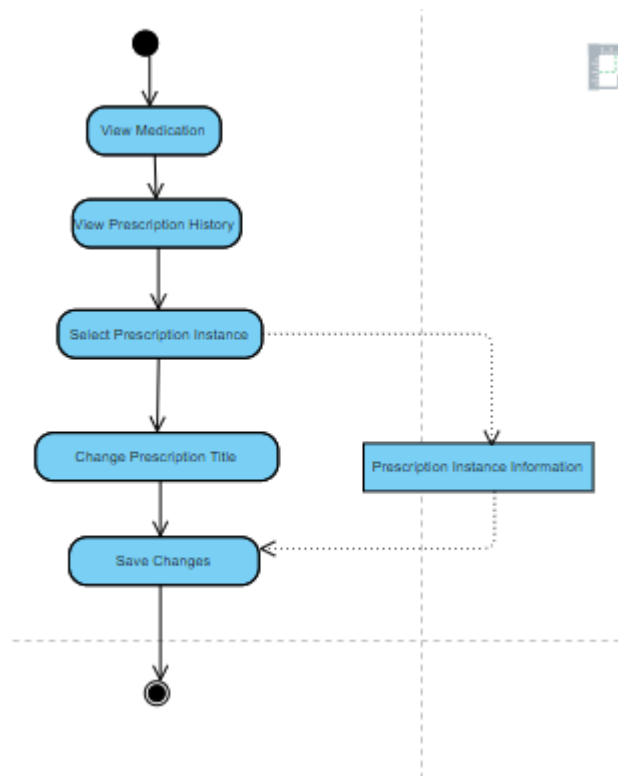 View Medication
View Prescription History
Select Prescription Instance
Change Prescription Title
Prescription Instance Information
Save Changes